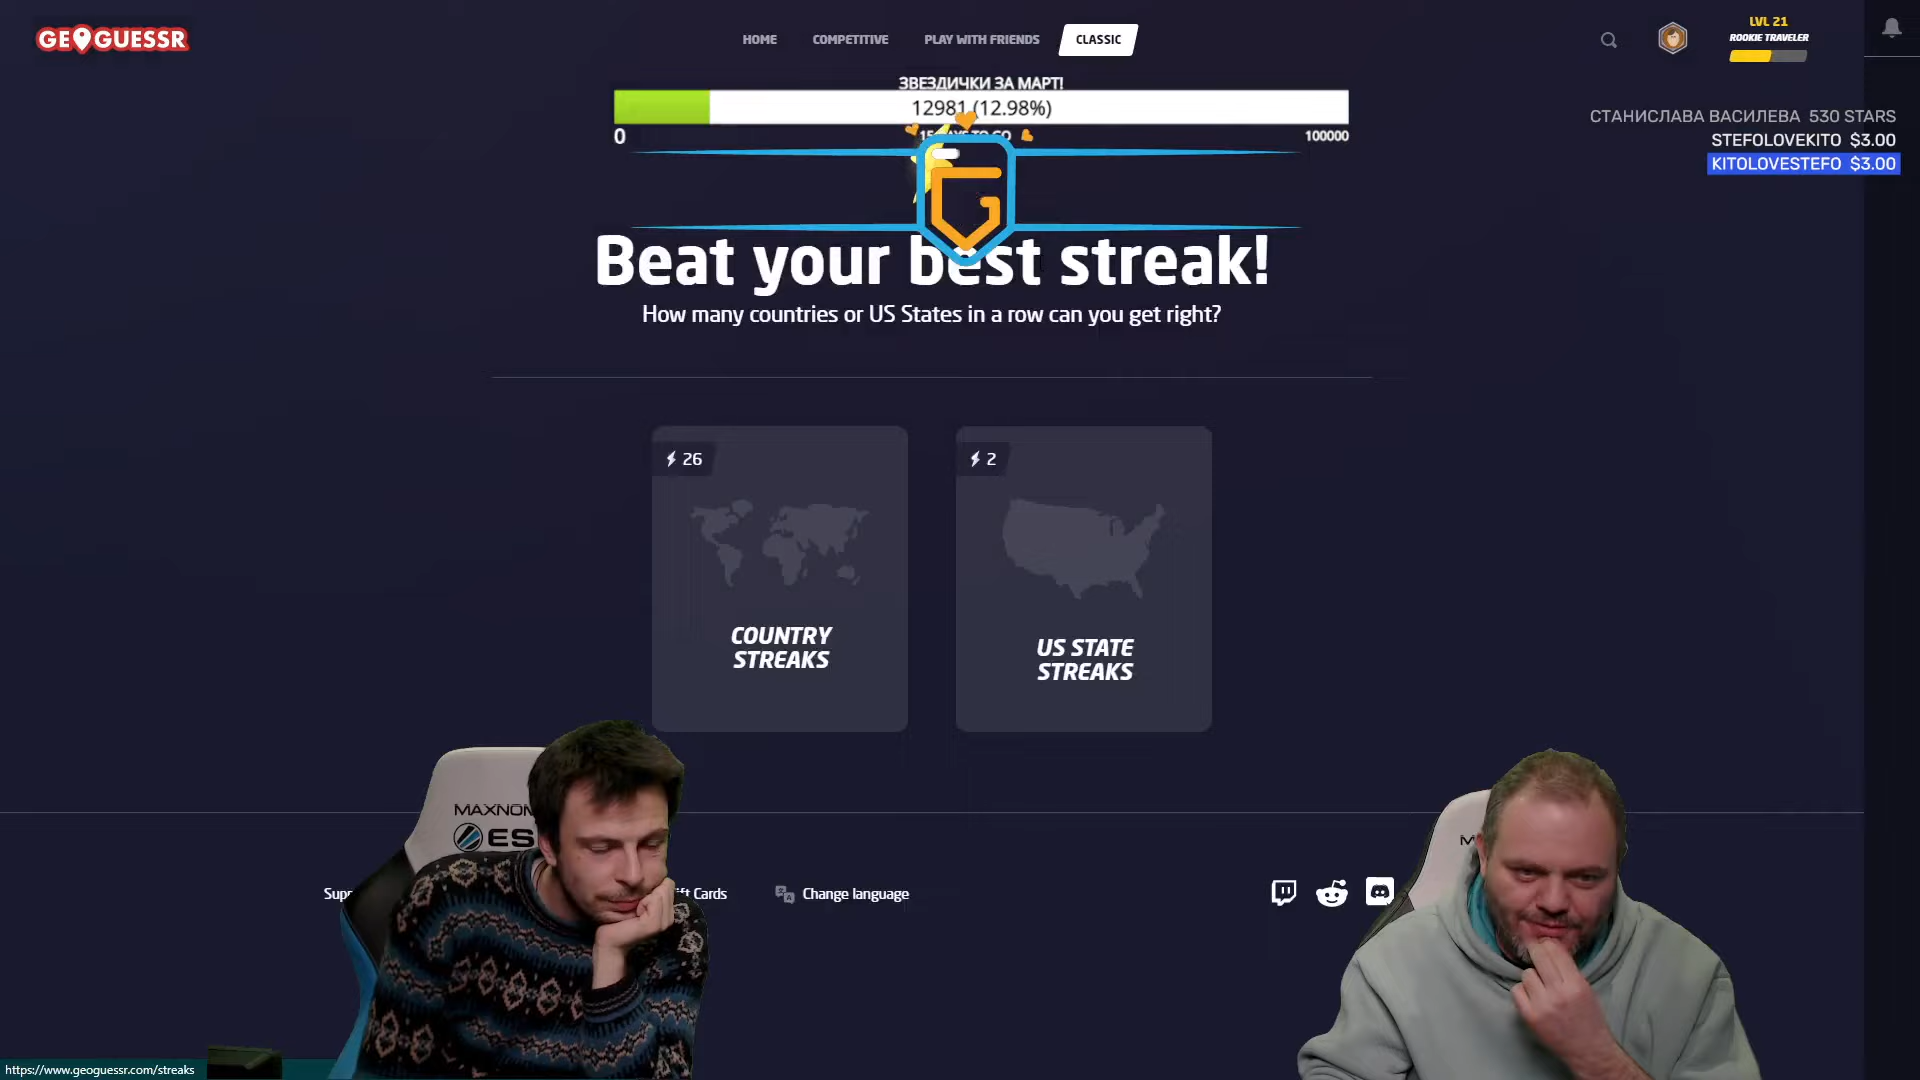 GEOGUESSR
HOME
COMPETITIVE
PLAY WITH FRIENDS
CLASSIC
LVL 21
ROOKIE TRAVELER
ЗВЕЗДИЧКИ ЗА МАРТ!
12981 (12.98%)
0
100000
СТАНИСЛАВА ВАСИЛЕВА 530 STARS
STEFOLOVEKITO $3.00
KITOLOVESTEFO $3.00
Beat your best streak!
How many countries or US States in a row can you get right?
26
2
COUNTRY
STREAKS
US STATE
STREAKS
Cards
Change language
https://www.geoguessr.com/streaks